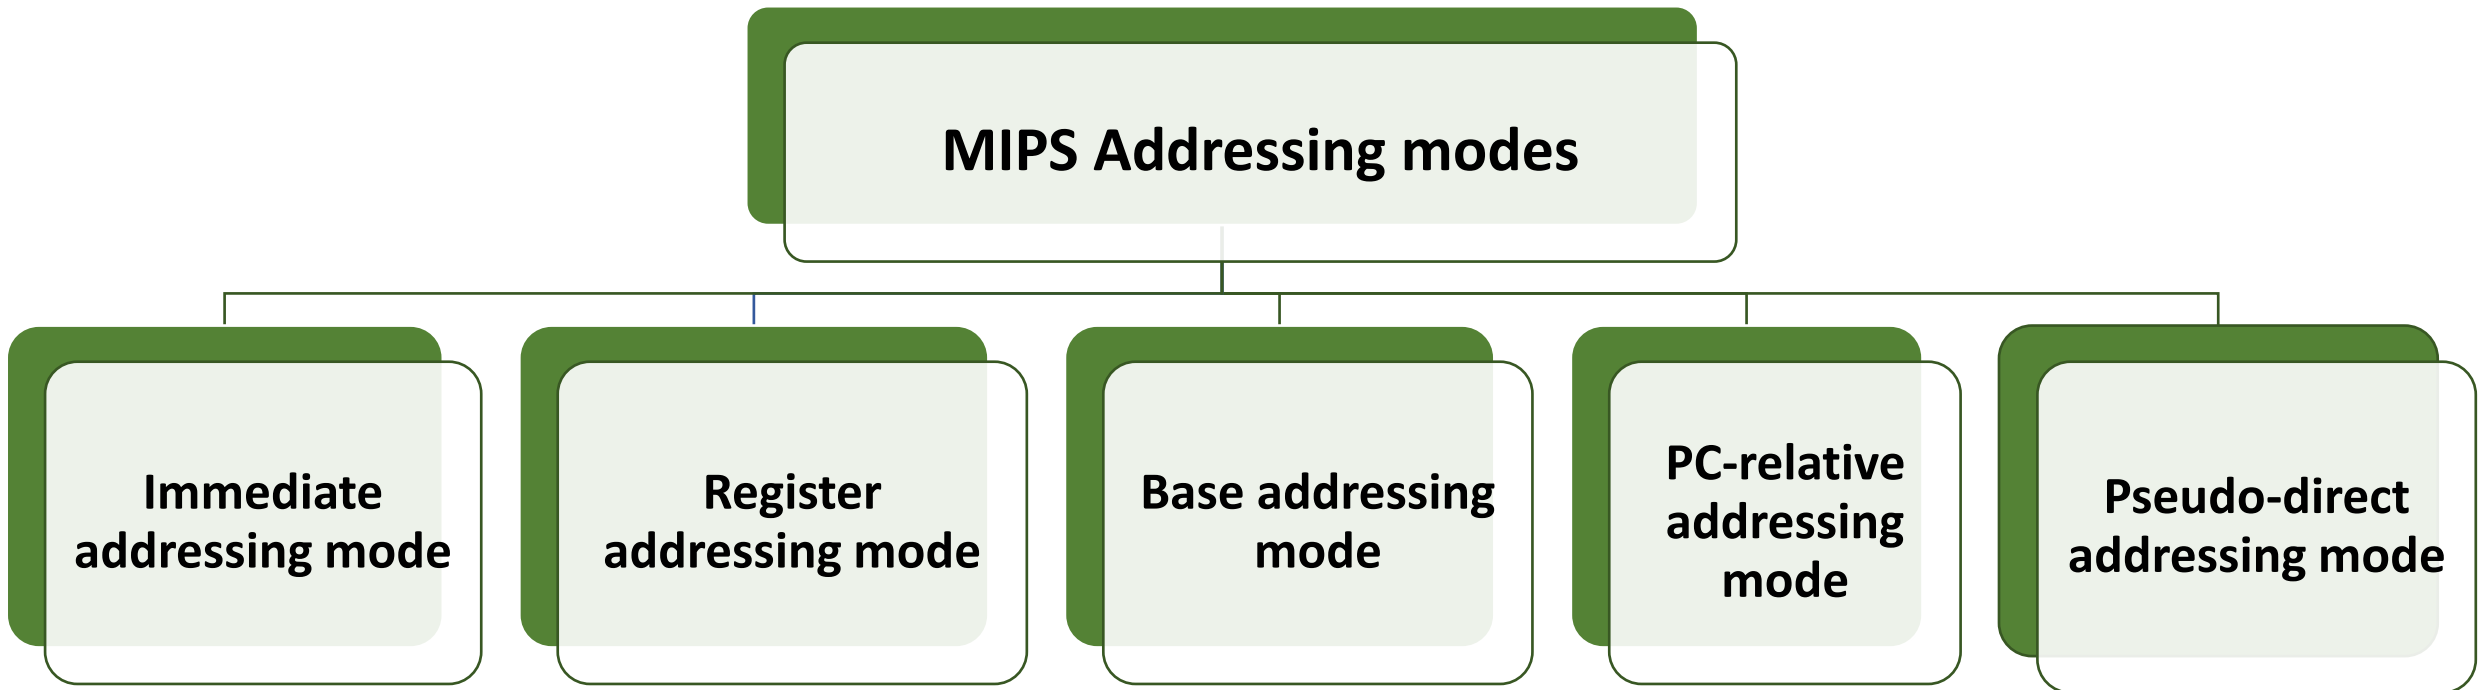 MIPS Addressing modes
Immediate
addressing mode
Register
addressing mode
Base addressing
mode
PC-relative
addressing
mode
Pseudo-direct
addressing mode